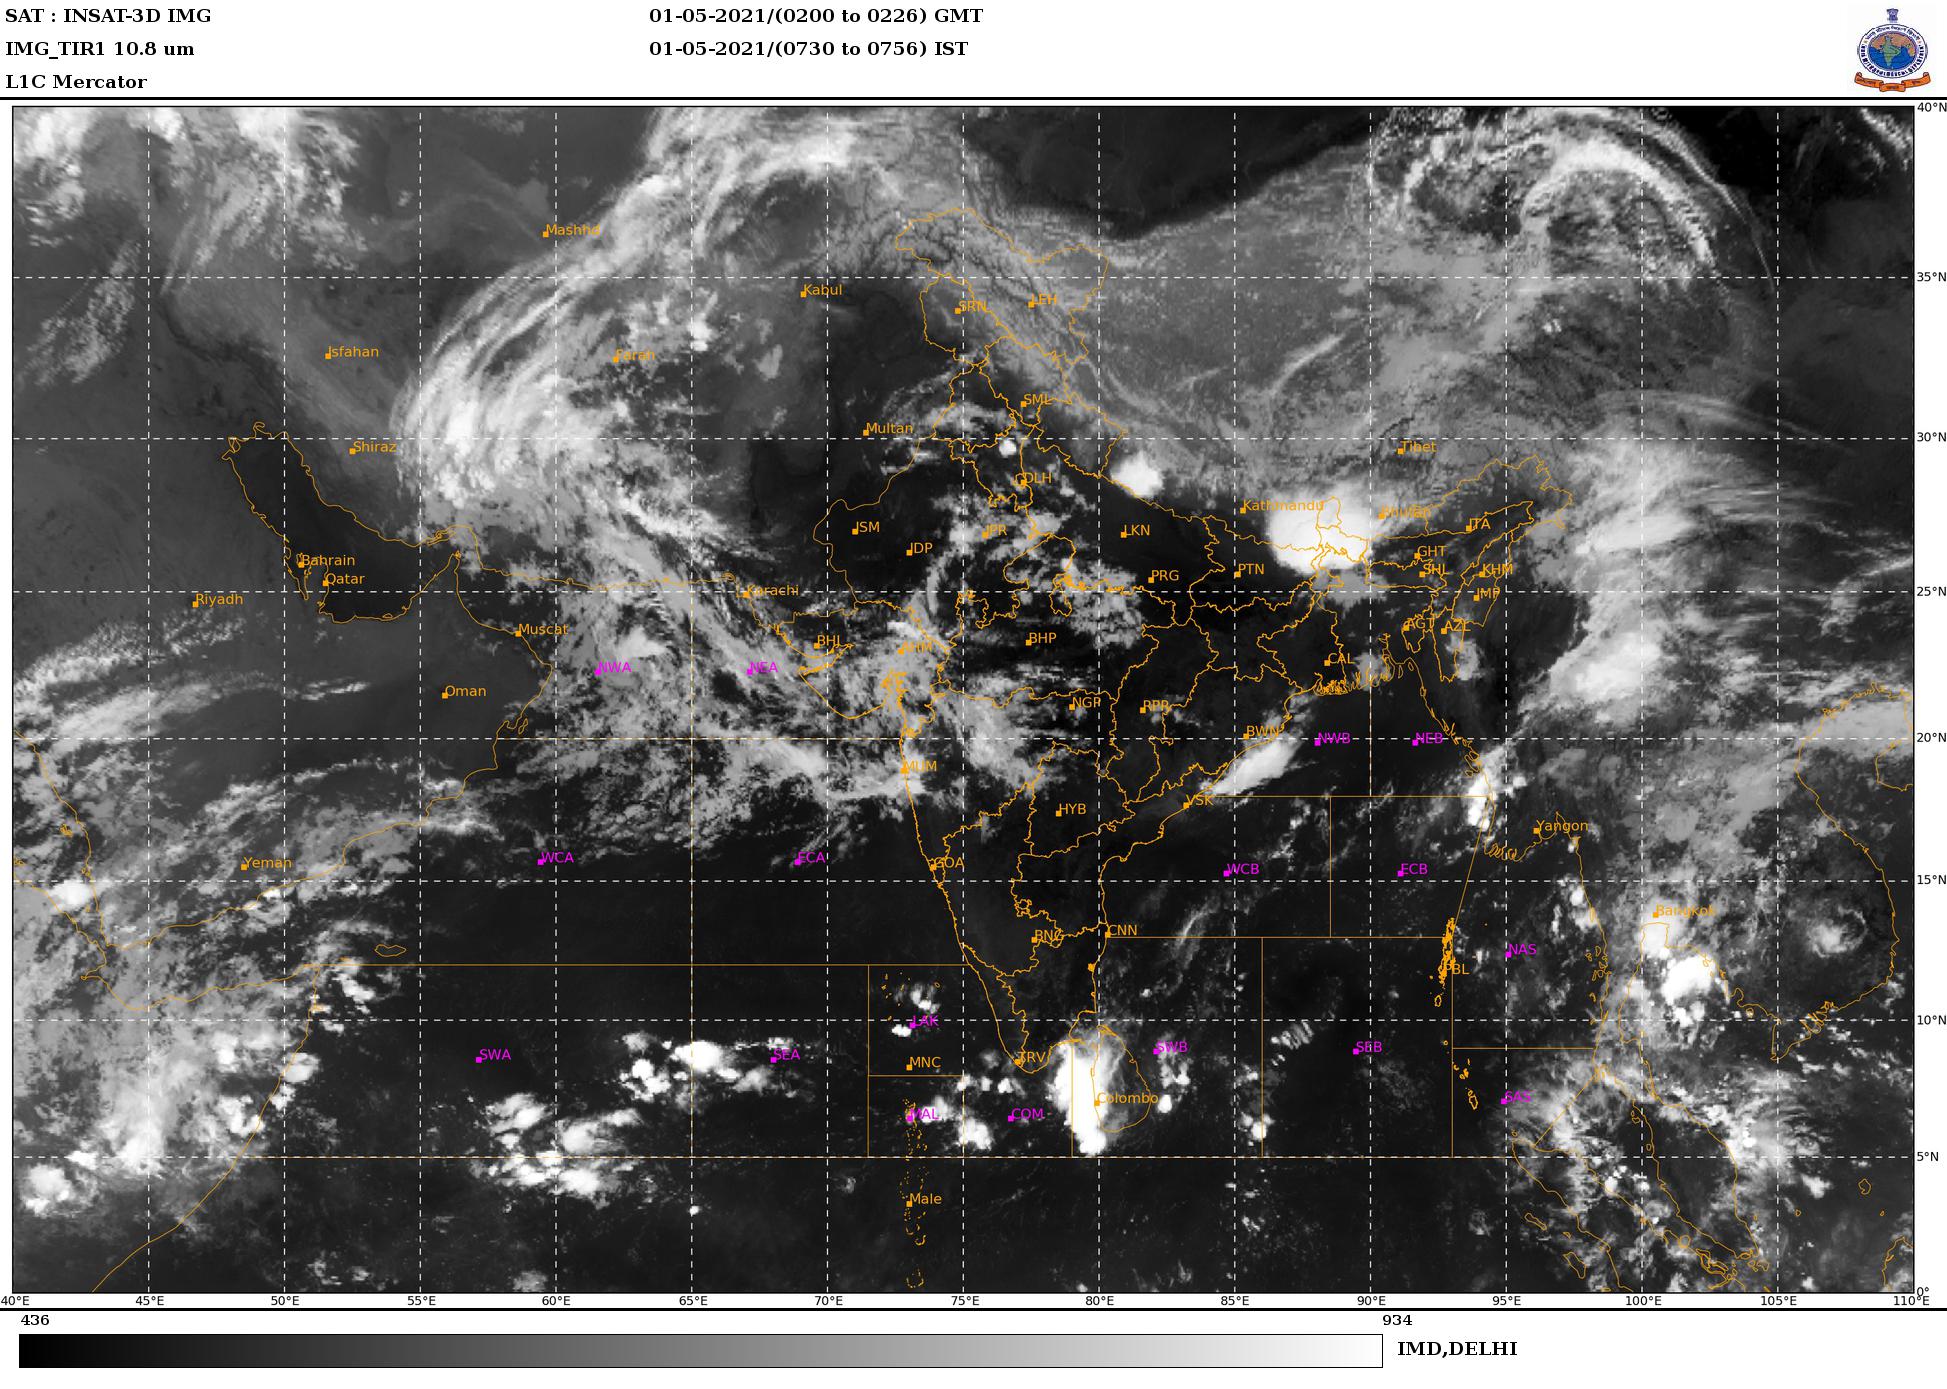 SAT : INSAT-3D IMG
01-05-2021/(0200 to 0226) GMT
IMG_TIR1 10.8 um
01-05-2021/(0730 to 0756) IST
L1C Mercator
40°N
Mashhd
35°N
Kabul
SRN
LEH
Isfahan
Farah
SML
Multan
30°N
Shiraz
Tibet
DLH
Kathmandu
Bhutan
JSM
JPR
LKN
ITA
JDP
GHT
Bahrain
PTN
SHL
KHM
Qatar
PRG
25°N
Riyadh
Karachi
IMP
Muscat
AGT
AZL
BHJ
BHP
AHM
CAL
NWA
NEA
Oman
NGP
RPR
20°N
BWN
NWB
NEB
MUM
HYB
VSK
Yangon
WCA
ECA
Yeman
GOA
WCB
ECB
15°N
Bangkok
BNG
CNN
NAS
PBL
LAK
10°N
SWA
SEA
MNC
TRV
SWB
SEB
Colombo
SAS
MAL
COM
5°N
Male
0°
40°E
45°E
50°E
55°E
60°E
65°E
70°E
75°E
80°E
85°E
90°E
95°E
100°E
105°E
110°E
436
934
IMD,DELHI